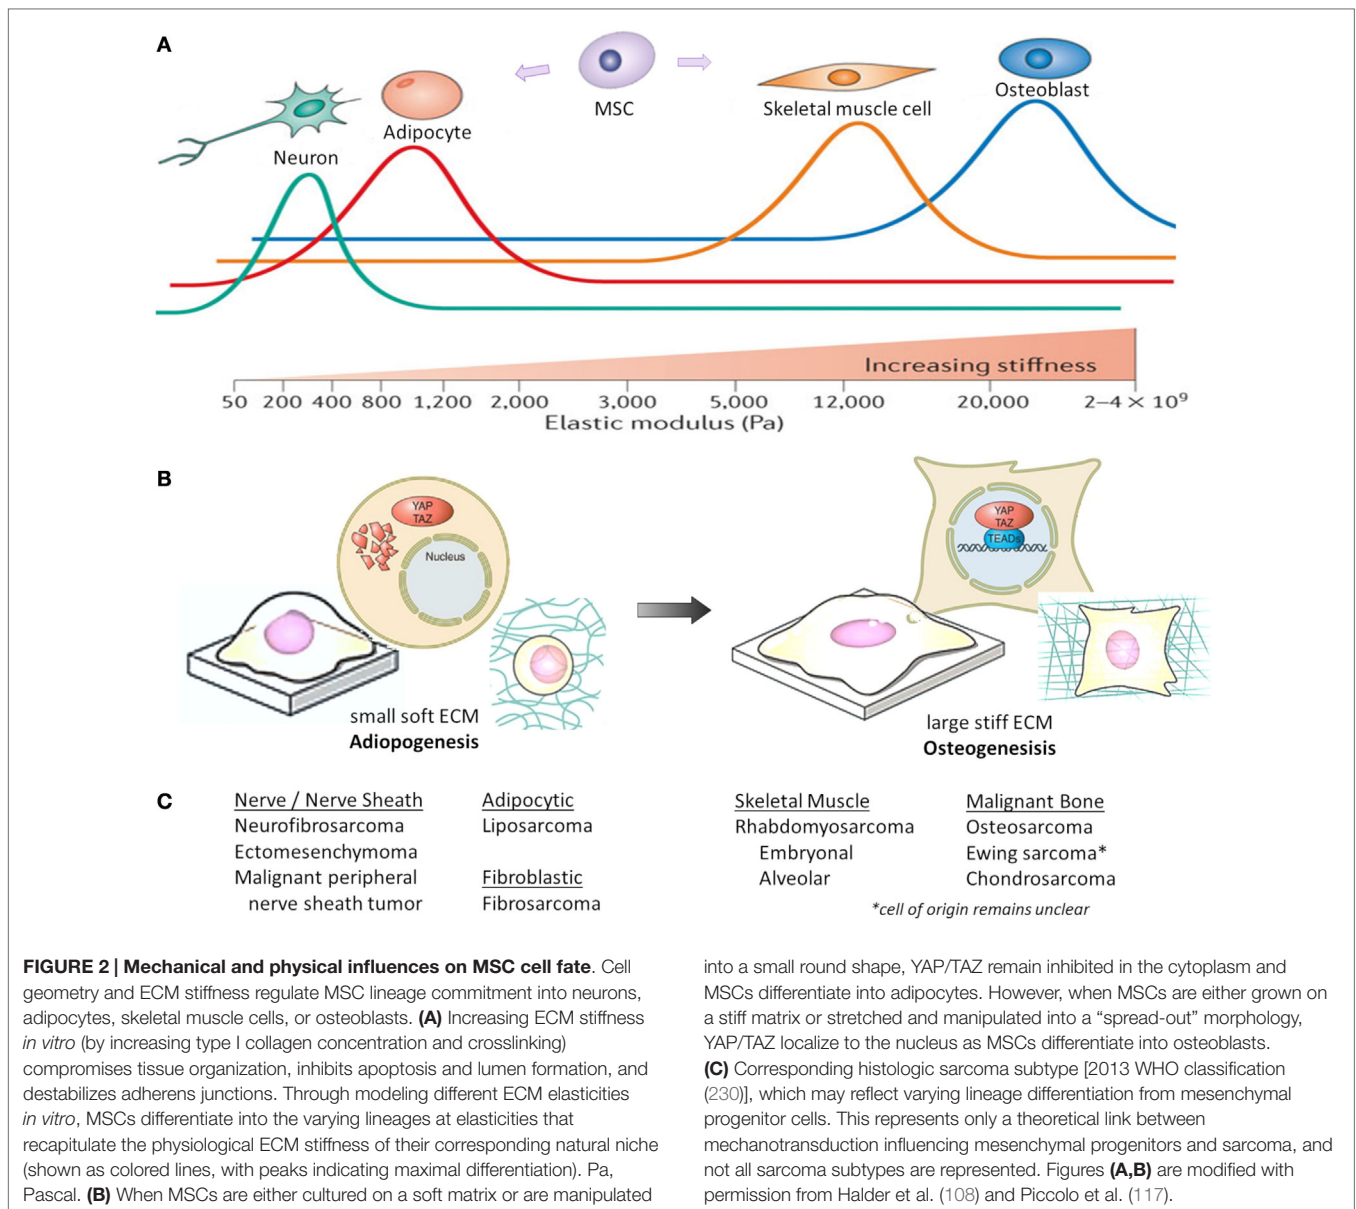 A
MSC
Osteoblast
Adipocyte
Skeletal muscle cell
Neuron
Increasing stiffness
50 200 400 800 1,200 2,000 3,000 5,000 12,000 20,000 2–4 × 10⁹
Elastic modulus (Pa)
B
YAP
TAZ
Nucleus
YAP
TAZ
TEADs
small soft ECM
Adiopogenesis
large stiff ECM
Osteogenesisis
C
Nerve / Nerve Sheath
Neurofibrosarcoma
Ectomesenchymoma
Malignant peripheral
nerve sheath tumor
Adipocytic
Liposarcoma
Fibroblastic
Fibrosarcoma
Skeletal Muscle
Rhabdomyosarcoma
Embryonal
Alveolar
Malignant Bone
Osteosarcoma
Ewing sarcoma*
Chondrosarcoma
*cell of origin remains unclear
FIGURE 2 | Mechanical and physical influences on MSC cell fate. Cell
geometry and ECM stiffness regulate MSC lineage commitment into neurons,
adipocytes, skeletal muscle cells, or osteoblasts. (A) Increasing ECM stiffness
in vitro (by increasing type I collagen concentration and crosslinking)
compromises tissue organization, inhibits apoptosis and lumen formation, and
destabilizes adherens junctions. Through modeling different ECM elasticities
in vitro, MSCs differentiate into the varying lineages at elasticities that
recapitulate the physiological ECM stiffness of their corresponding natural niche
(shown as colored lines, with peaks indicating maximal differentiation). Pa,
Pascal. (B) When MSCs are either cultured on a soft matrix or are manipulated
into a small round shape, YAP/TAZ remain inhibited in the cytoplasm and
MSCs differentiate into adipocytes. However, when MSCs are either grown on
a stiff matrix or stretched and manipulated into a “spread-out” morphology,
YAP/TAZ localize to the nucleus as MSCs differentiate into osteoblasts.
(C) Corresponding histologic sarcoma subtype [2013 WHO classification
(230)], which may reflect varying lineage differentiation from mesenchymal
progenitor cells. This represents only a theoretical link between
mechanotransduction influencing mesenchymal progenitors and sarcoma, and
not all sarcoma subtypes are represented. Figures (A,B) are modified with
permission from Halder et al. (108) and Piccolo et al. (117).